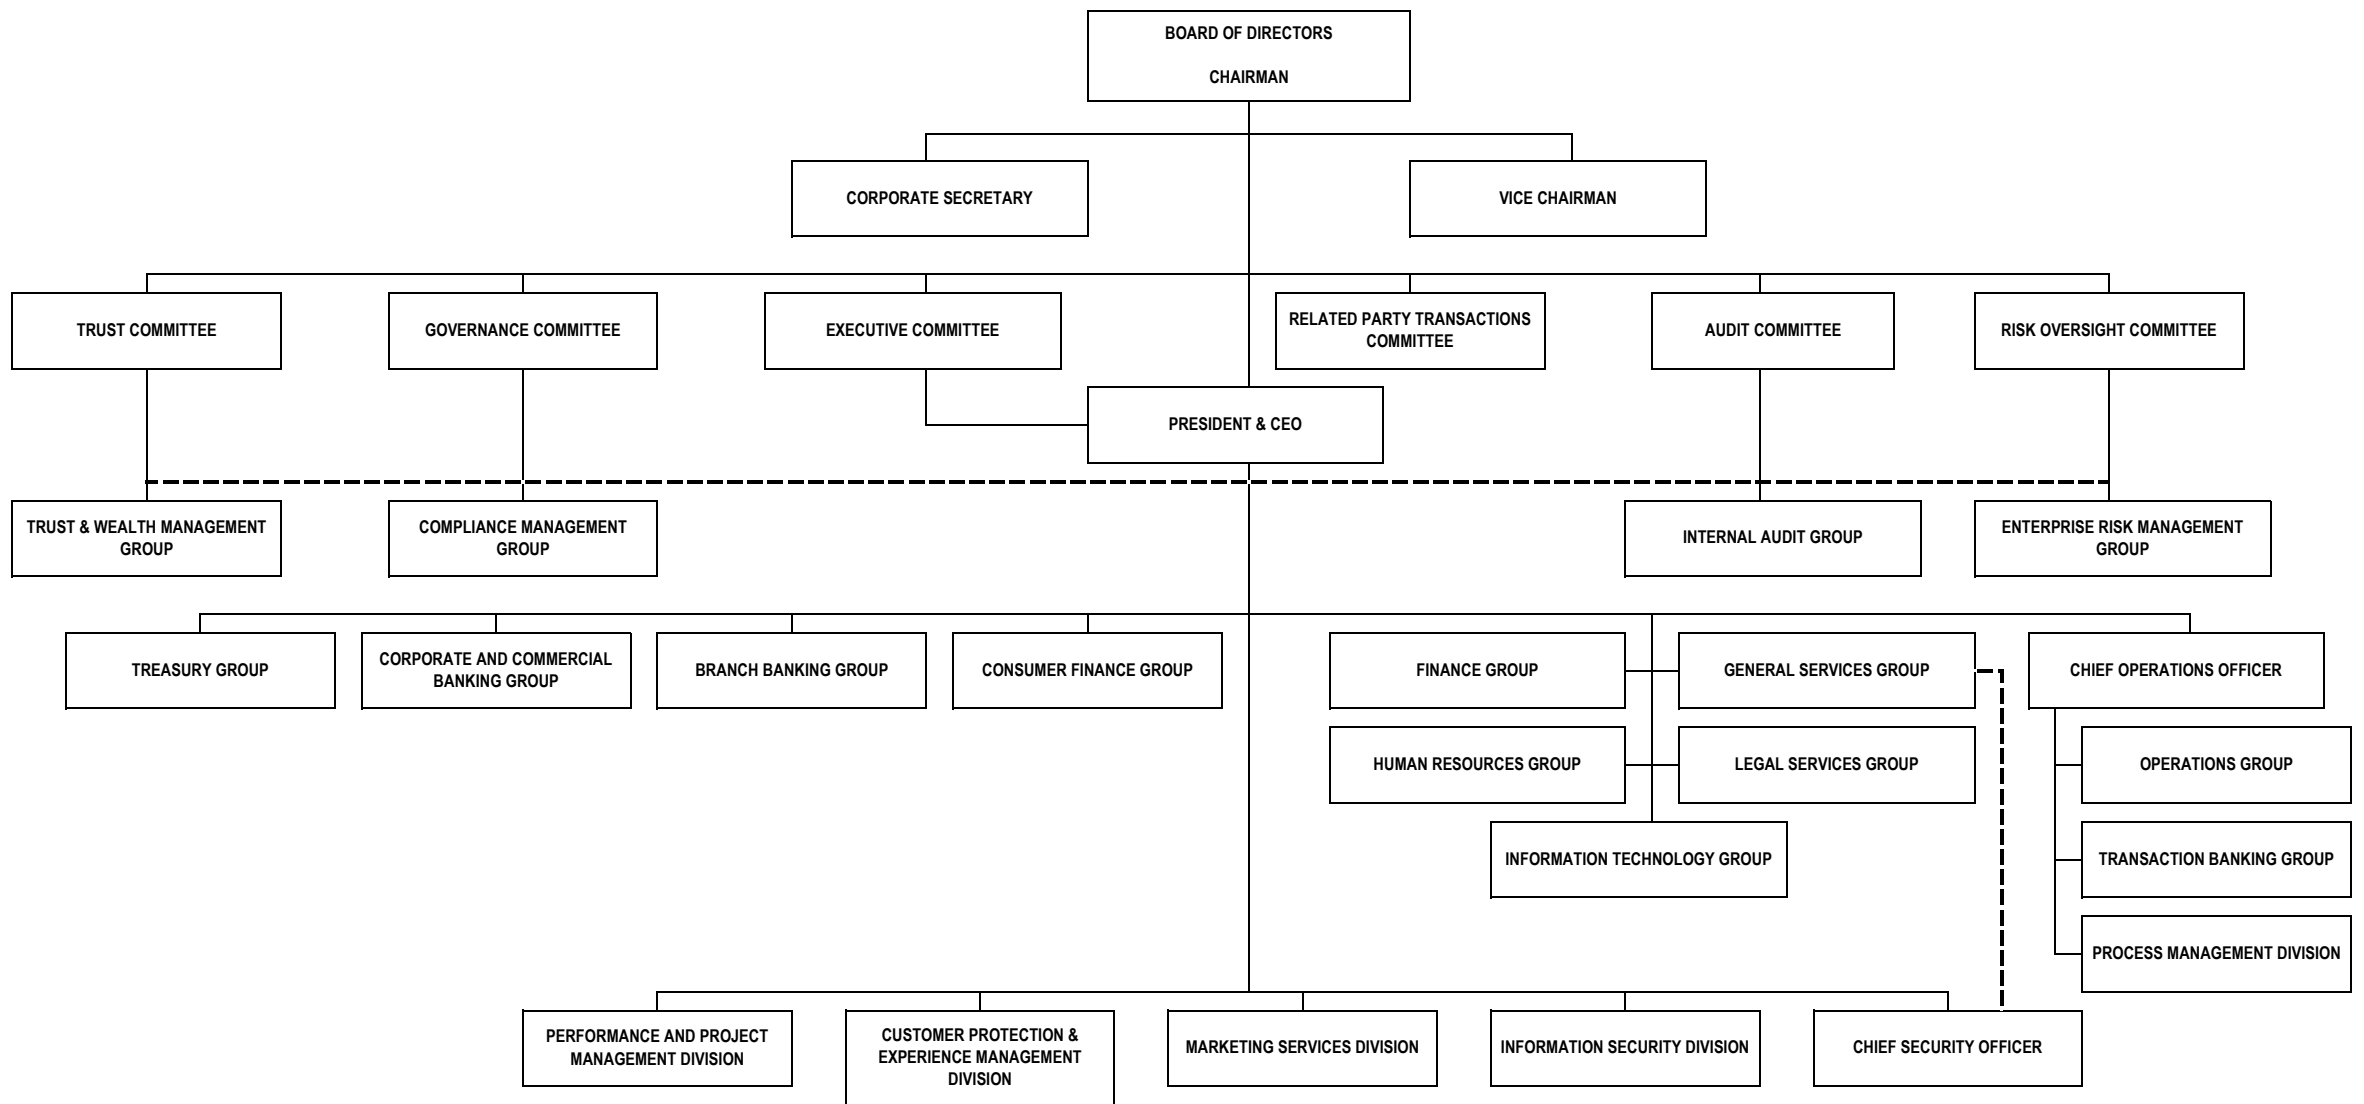 BOARD OF DIRECTORS
CHAIRMAN
CORPORATE SECRETARY
VICE CHAIRMAN
TRUST COMMITTEE
GOVERNANCE COMMITTEE
EXECUTIVE COMMITTEE
RELATED PARTY TRANSACTIONS
COMMITTEE
AUDIT COMMITTEE
RISK OVERSIGHT COMMITTEE
PRESIDENT & CEO
TRUST & WEALTH MANAGEMENT
GROUP
COMPLIANCE MANAGEMENT
GROUP
INTERNAL AUDIT GROUP
ENTERPRISE RISK MANAGEMENT
GROUP
TREASURY GROUP
CORPORATE AND COMMERCIAL
BANKING GROUP
BRANCH BANKING GROUP
CONSUMER FINANCE GROUP
FINANCE GROUP
GENERAL SERVICES GROUP
CHIEF OPERATIONS OFFICER
HUMAN RESOURCES GROUP
LEGAL SERVICES GROUP
OPERATIONS GROUP
INFORMATION TECHNOLOGY GROUP
TRANSACTION BANKING GROUP
PROCESS MANAGEMENT DIVISION
PERFORMANCE AND PROJECT
MANAGEMENT DIVISION
CUSTOMER PROTECTION &
EXPERIENCE MANAGEMENT
DIVISION
MARKETING SERVICES DIVISION
INFORMATION SECURITY DIVISION
CHIEF SECURITY OFFICER